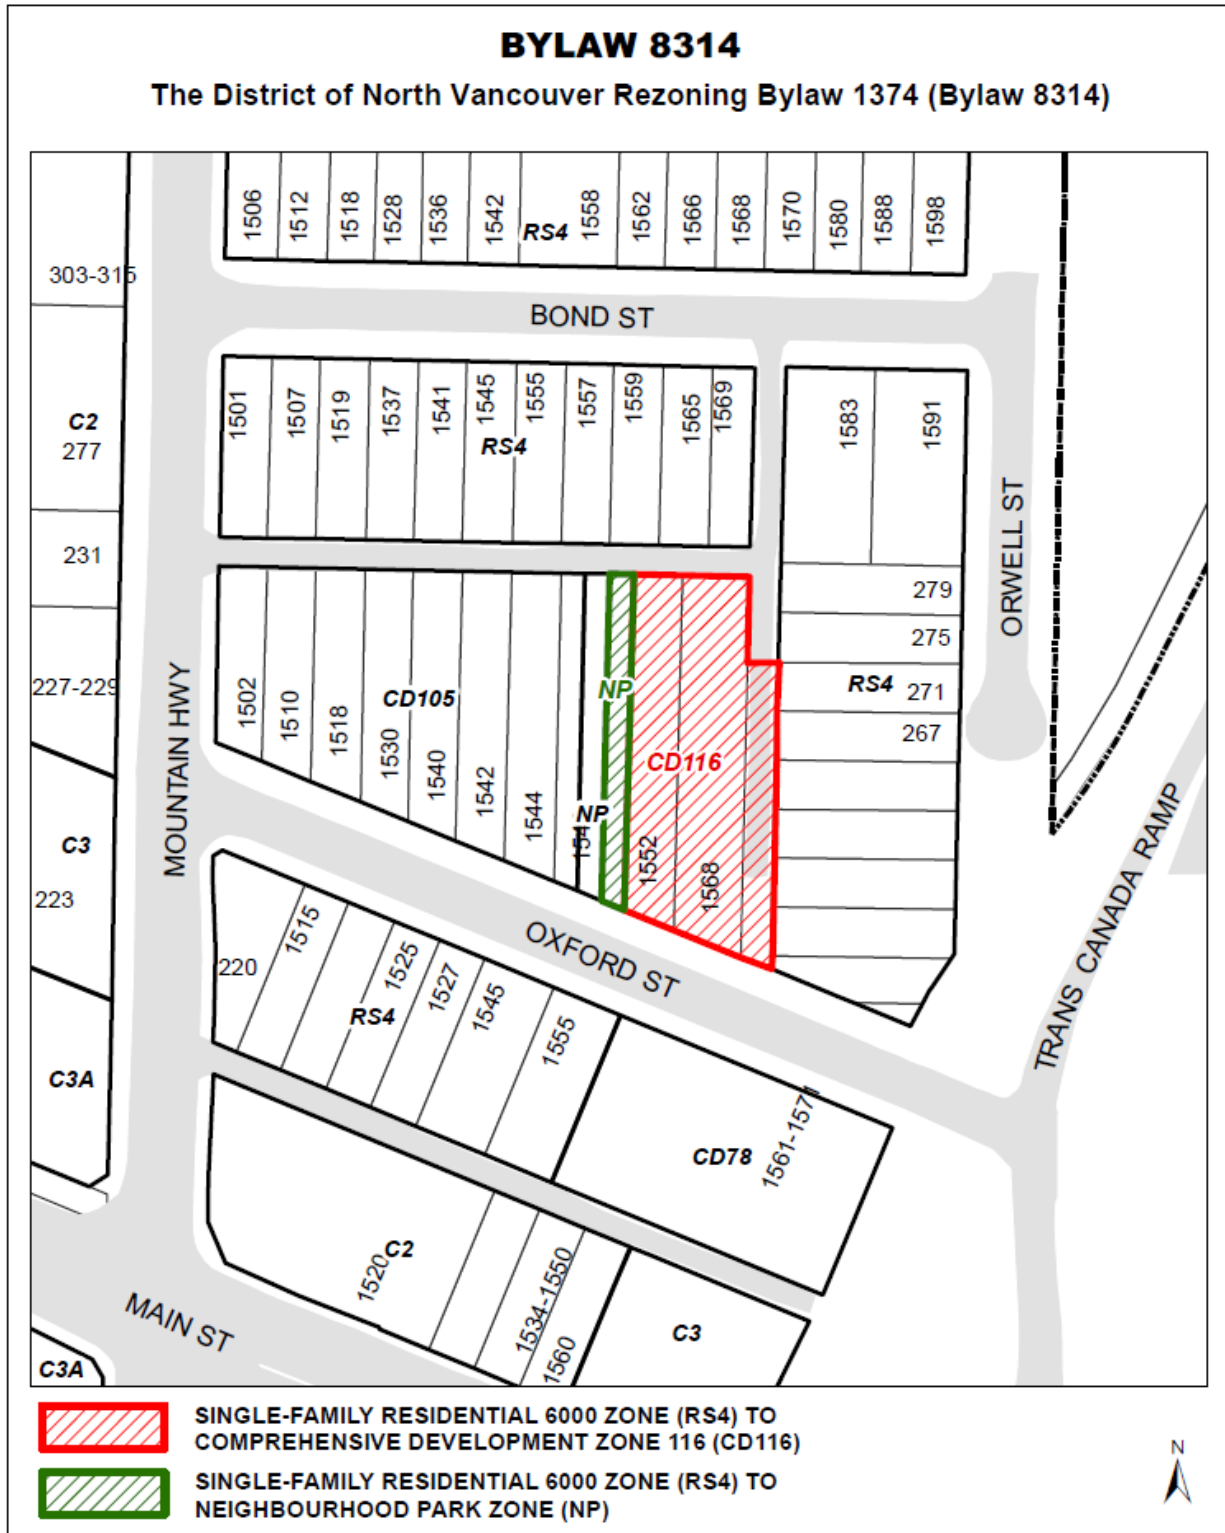 BYLAW 8314
The District of North Vancouver Rezoning Bylaw 1374 (Bylaw 8314)
1506
1512
1518
1528
1536
1542
RS4
1558
1562
1566
1568
1570
1580
1588
1598
303-315
BOND ST
C2
277
1501
1507
1519
1537
1541
1545
1555
1557
1559
1565
1569
RS4
1583
1591
ORWELL ST
231
279
275
227-229
MOUNTAIN HWY
1502
1510
1518
1530
1540
1542
1544
CD105
NP
NP
CD116
1552
1568
RS4
271
267
C3
223
TRANS CANADA RAMP
220
1515
1525
1527
1545
1555
RS4
OXFORD ST
C3A
CD78
1561-1571
C2
1520
1534-1550
1560
C3
MAIN ST
C3A
SINGLE-FAMILY RESIDENTIAL 6000 ZONE (RS4) TO
COMPREHENSIVE DEVELOPMENT ZONE 116 (CD116)
SINGLE-FAMILY RESIDENTIAL 6000 ZONE (RS4) TO
NEIGHBOURHOOD PARK ZONE (NP)
N